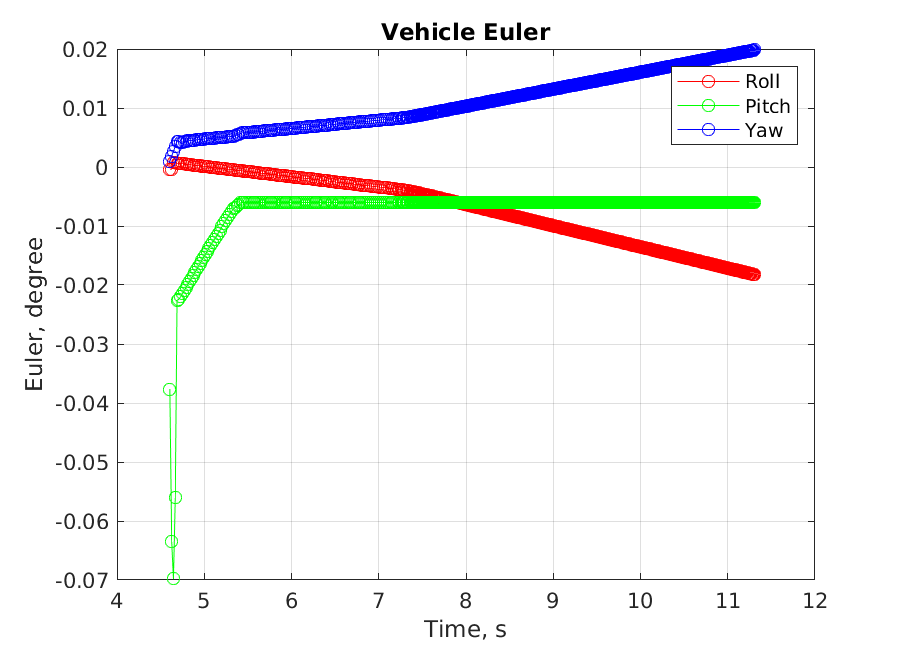 Vehicle Euler
0.02
0.01
0
-0.01
-0.02
-0.03
-0.04
-0.05
-0.06
-0.07
Euler, degree
Roll
Pitch
Yaw
4 5 6 7 8 9 10 11 12
Time, s